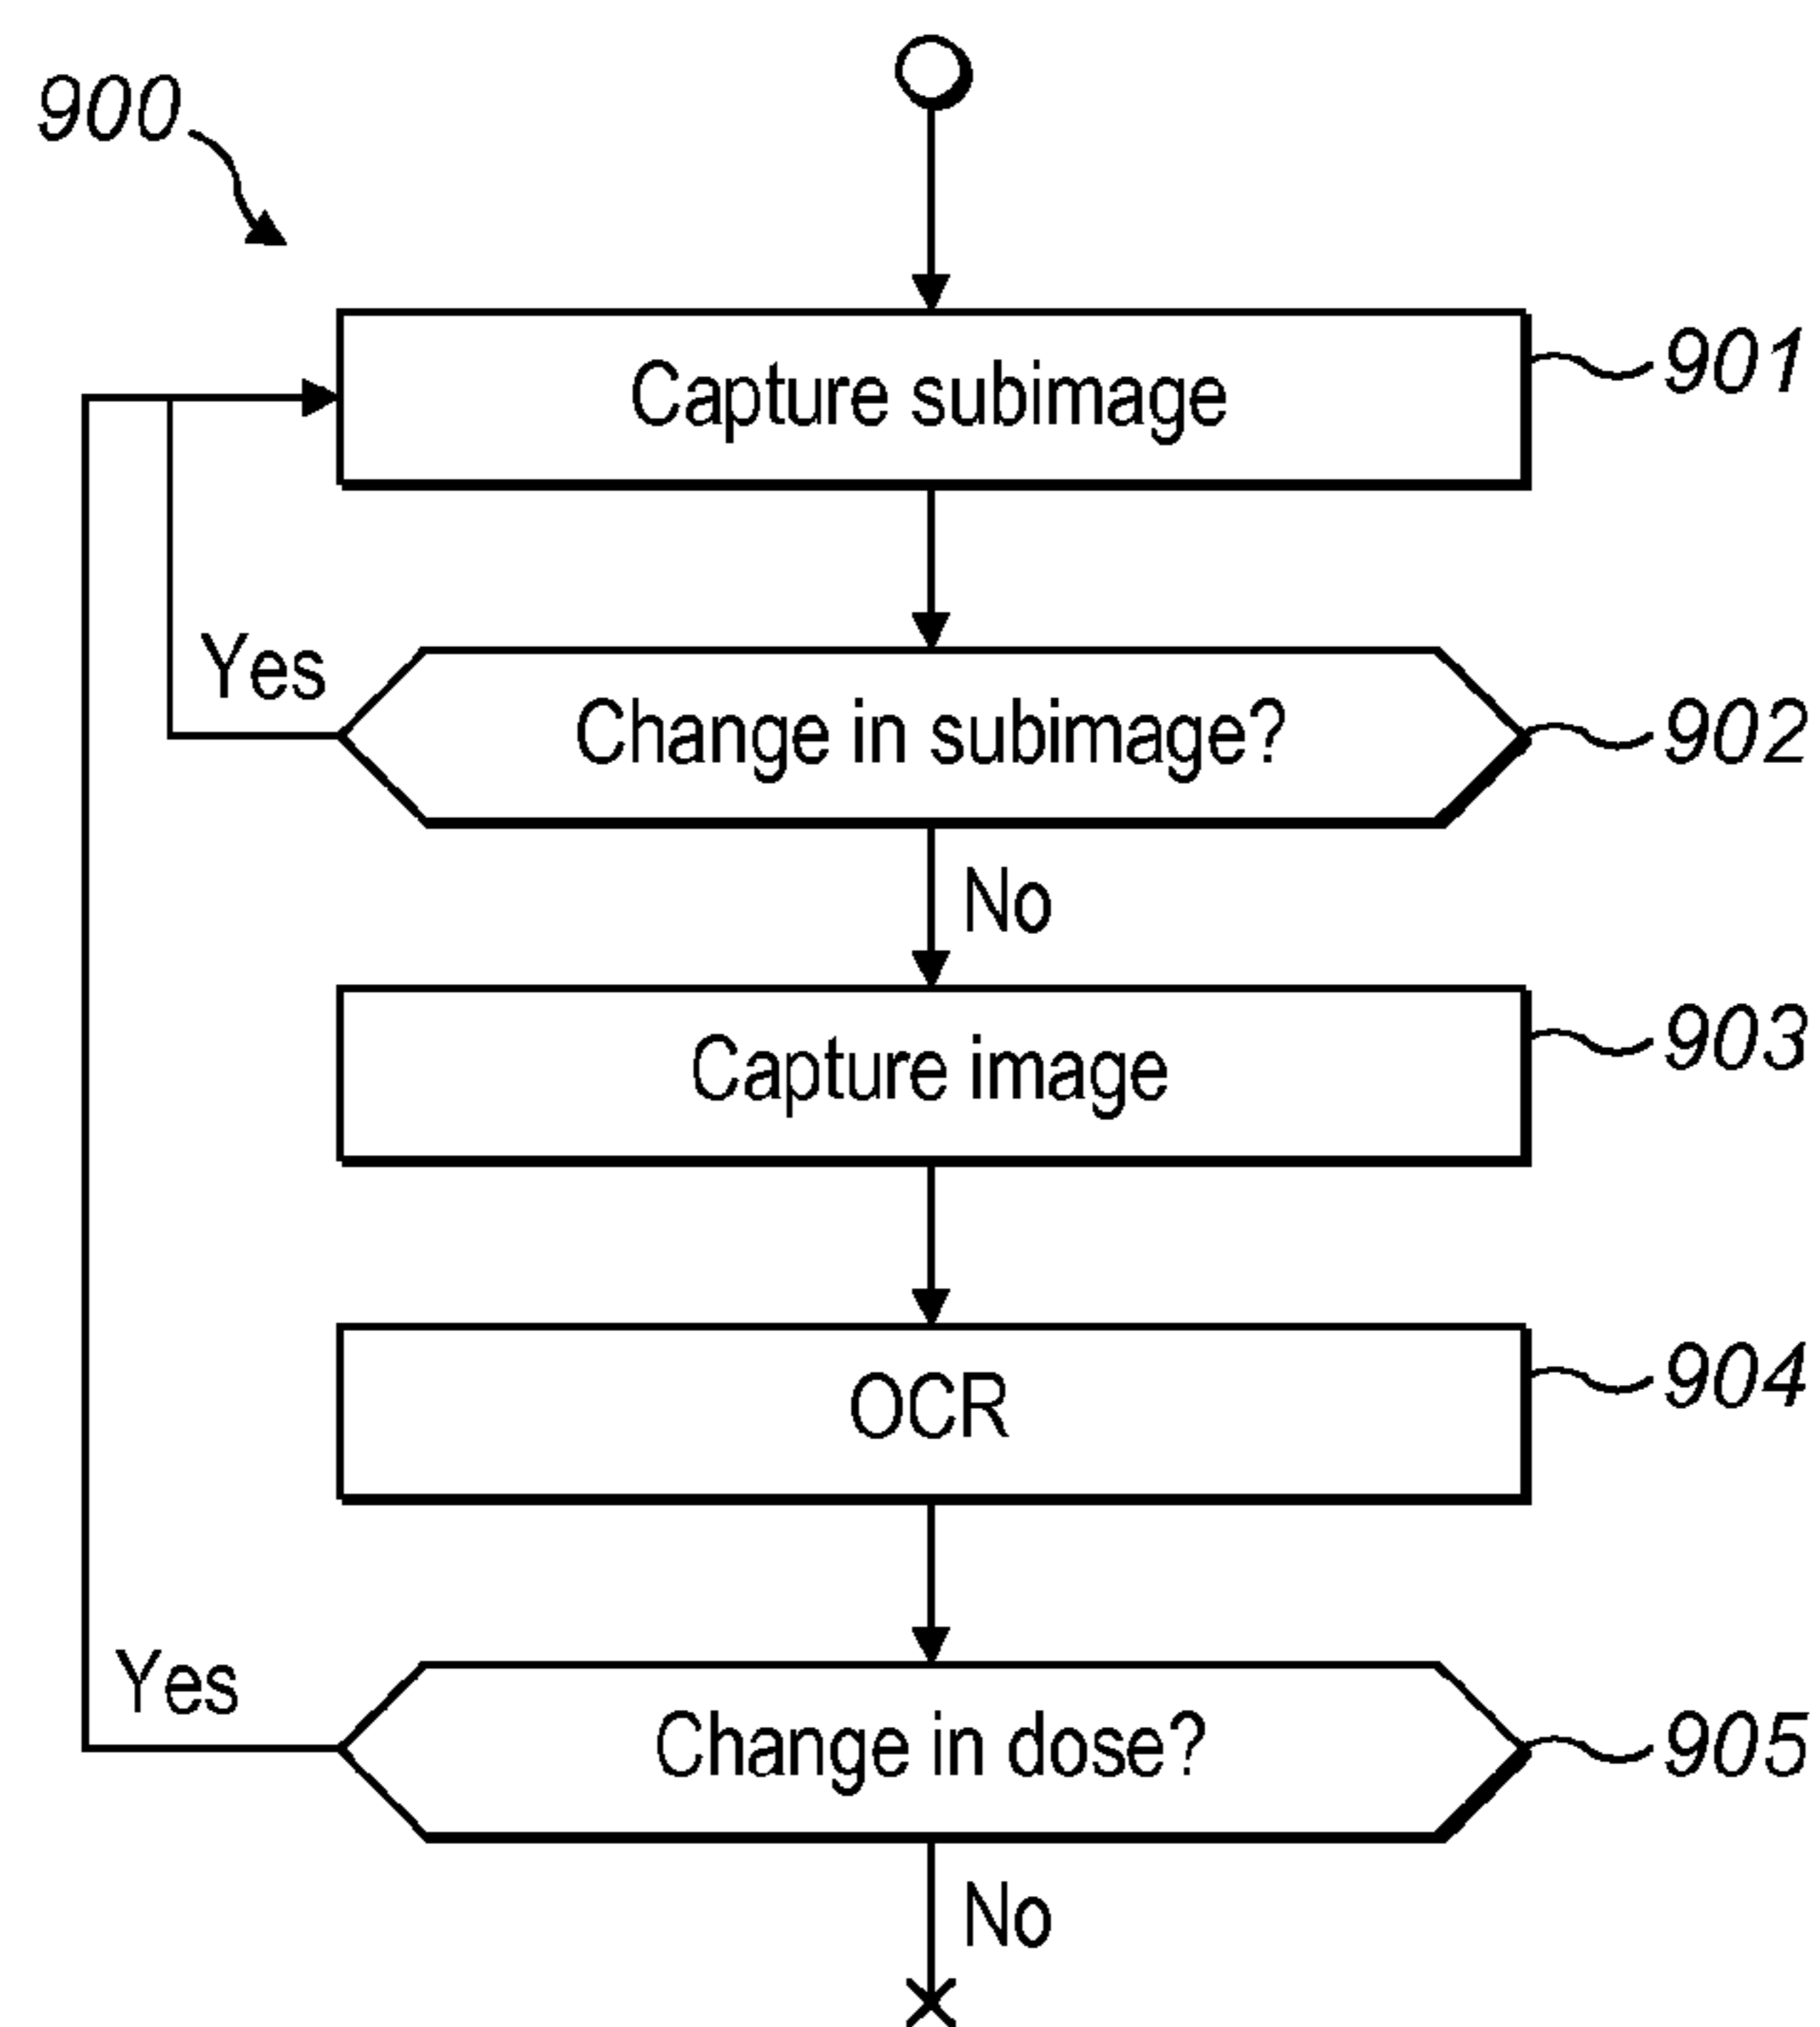 900
Capture subimage
901
Yes
Change in subimage?
902
No
Capture image
903
OCR
904
Yes
Change in dose?
905
No